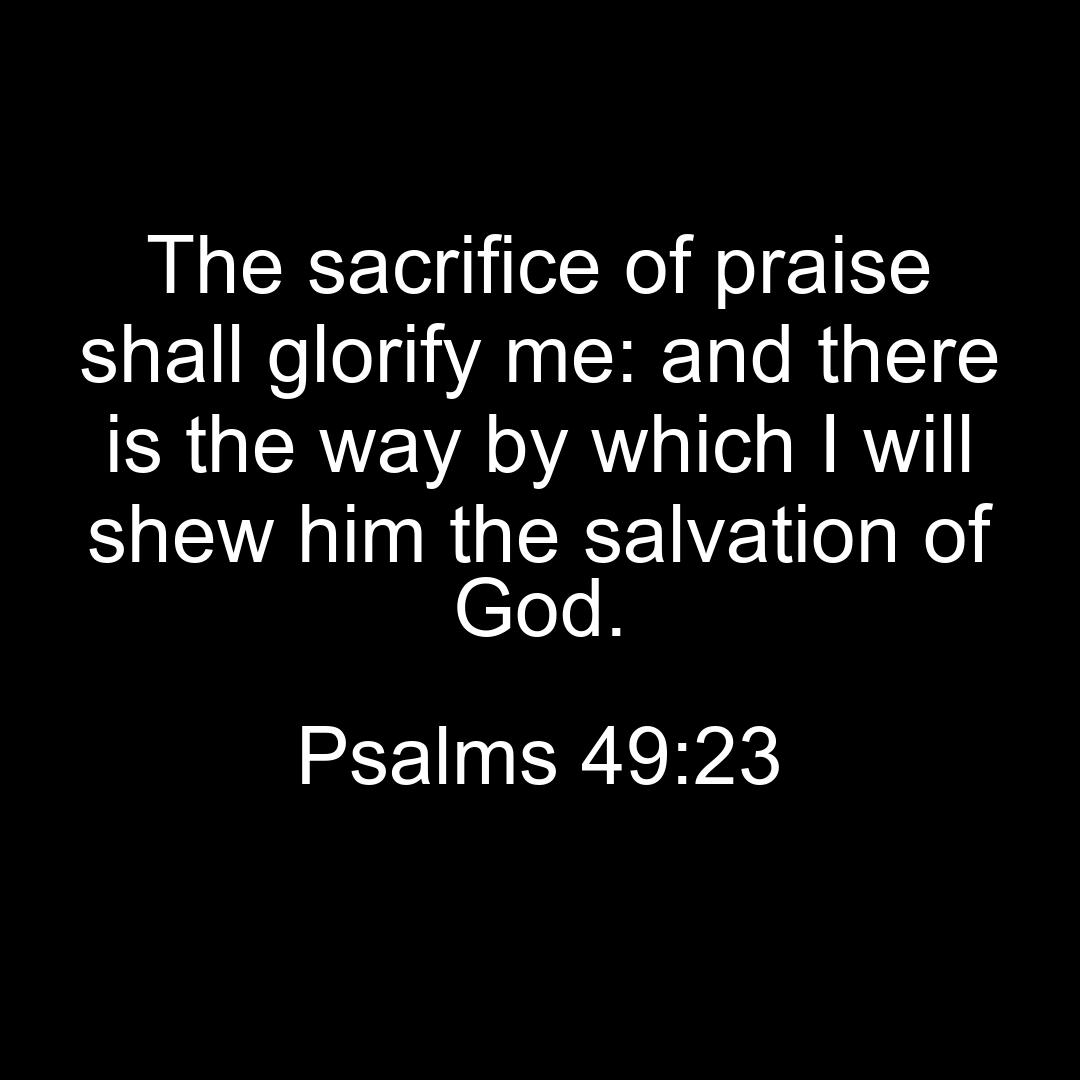 The sacrifice of praise
shall glorify me: and there
is the way by which I will
shew him the salvation of
God.
Psalms 49:23